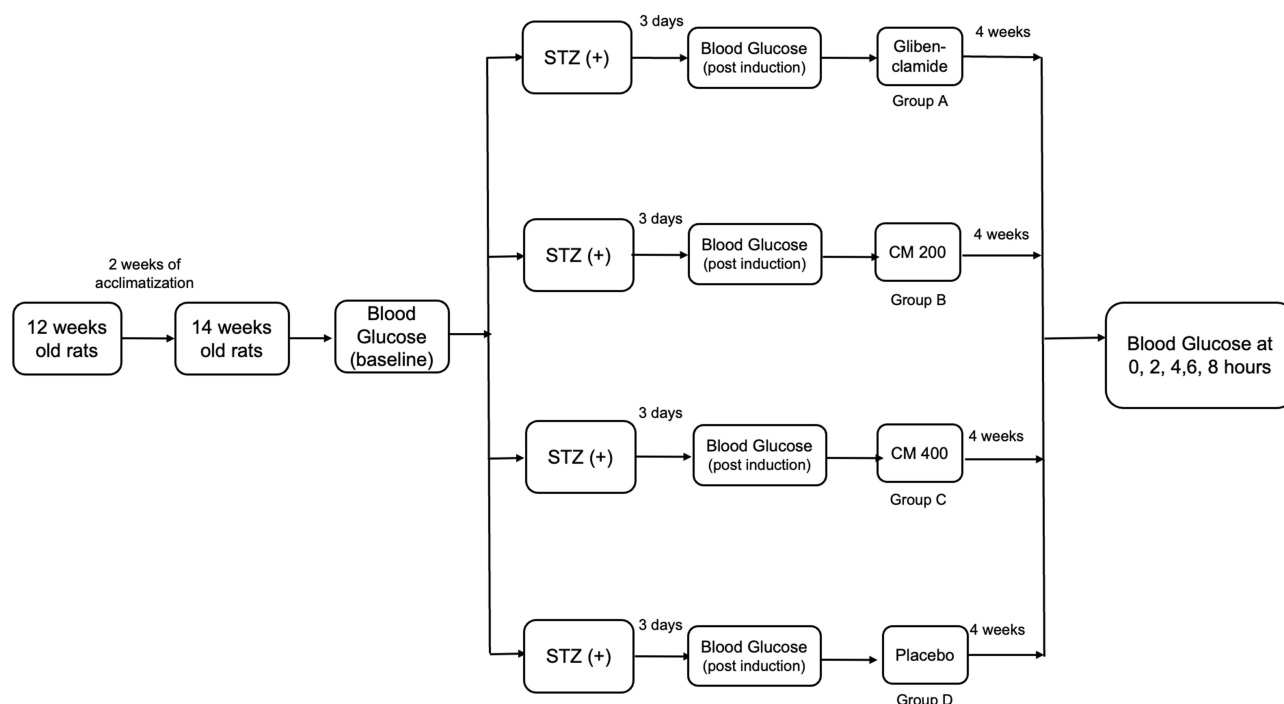 2 weeks of
acclimatization
12 weeks
old rats
14 weeks
old rats
Blood
Glucose
(baseline)
STZ (+)
3 days
Blood Glucose
(post induction)
Gliben-
clamide
Group A
4 weeks
STZ (+)
3 days
Blood Glucose
(post induction)
CM 200
Group B
4 weeks
STZ (+)
3 days
Blood Glucose
(post induction)
CM 400
Group C
4 weeks
STZ (+)
3 days
Blood Glucose
(post induction)
Placebo
Group D
4 weeks
Blood Glucose at
0, 2, 4,6, 8 hours